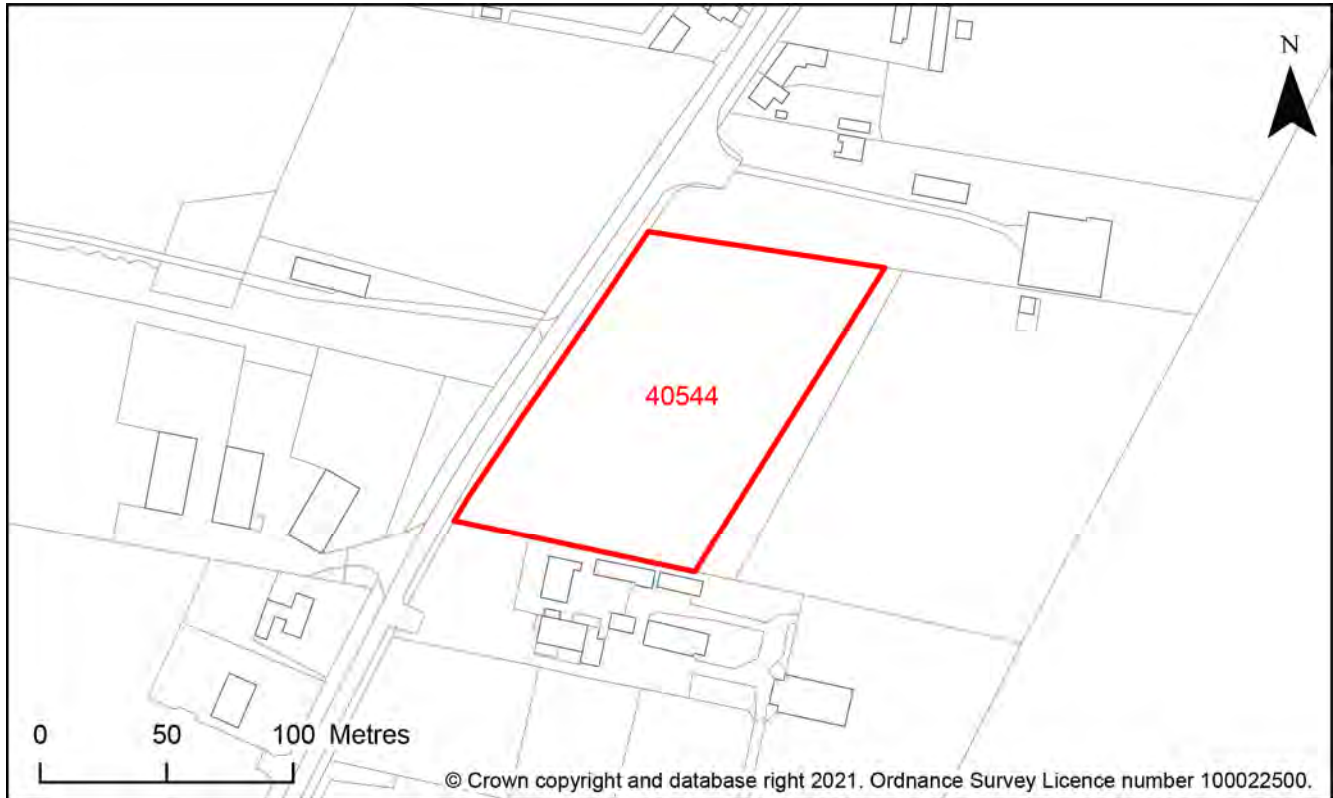 N
40544
0 50 100 Metres
© Crown copyright and database right 2021. Ordnance Survey Licence number 100022500.